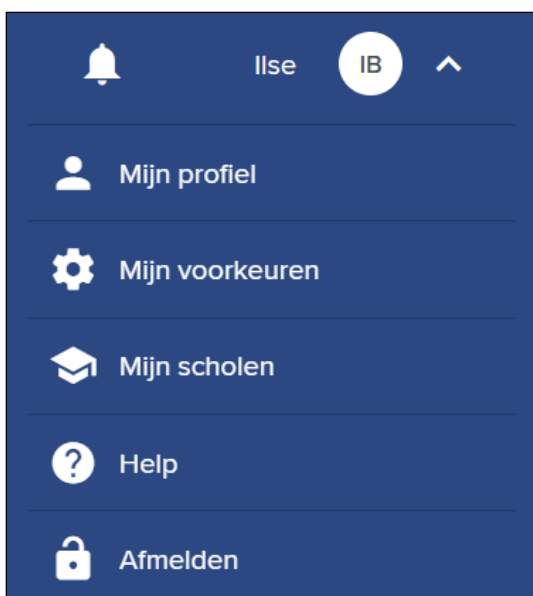 Ilse IB
Mijn profiel
Mijn voorkeuren
Mijn scholen
Help
Afmelden